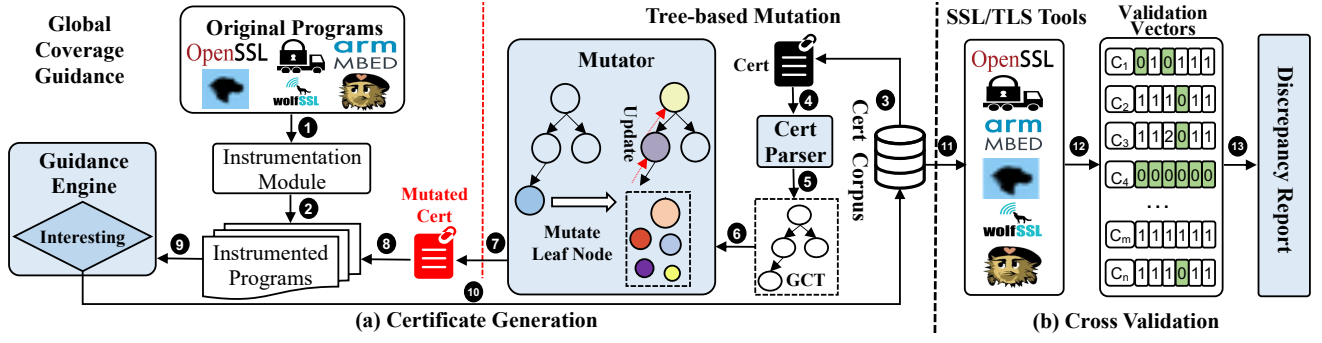 Global
Coverage
Guidance
Original Programs
OpenSSL
arm
MBED
wolfSSL
1
Instrumentation
Module
2
Instrumented
Programs
Guidance
Engine
Interesting
9
8
Mutated
Cert
7
10
Tree-based Mutation
Mutator
Update
Mutate
Leaf Node
Cert
4
Cert
Parser
5
6
GCT
3
Cert Corpus
(a) Certificate Generation
SSL/TLS Tools
11
OpenSSL
arm
MBED
wolfSSL
12
Validation
Vectors
C1 0 1 0 1 1 1
C2 1 1 1 0 1 1
C3 1 1 2 0 1 1
C4 0 0 0 0 0 0
...
Cm 1 1 1 1 1 1
Cn 1 1 1 0 1 1
13
Discrepancy Report
(b) Cross Validation